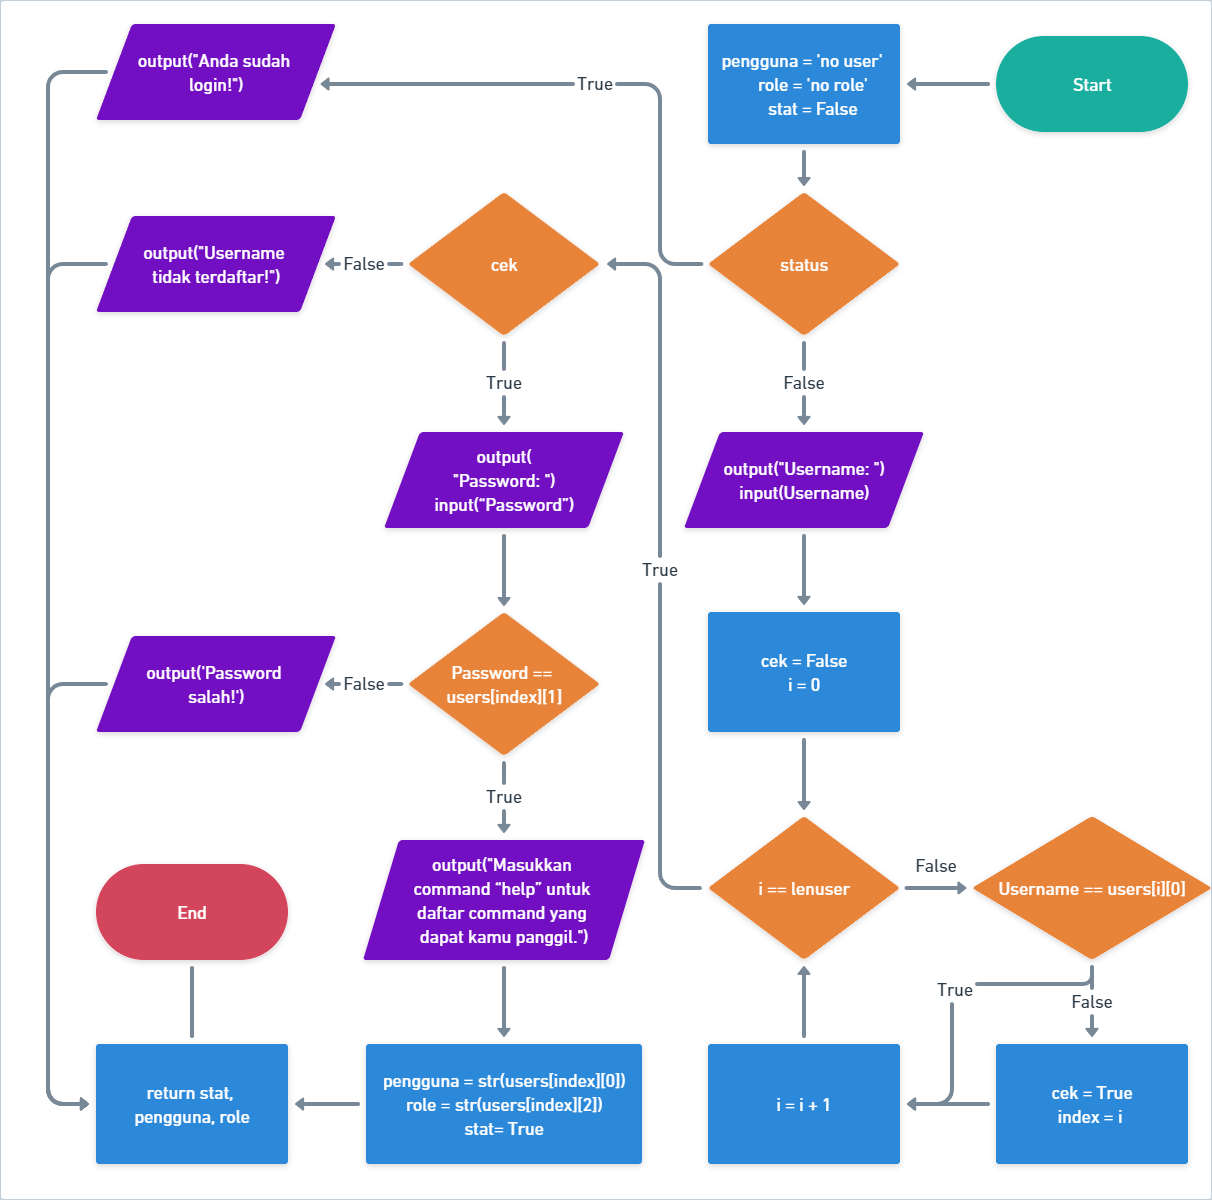 Start
pengguna = 'no user'
role = 'no role'
stat = False
status
True
output("Anda sudah
login!")
False
output("Username: ")
input(Username)
cek = False
i = 0
i == lenuser
False
Username == users[i][0]
True
False
cek = True
index = i
i = i + 1
True
cek
False
output("Username
tidak terdaftar!")
True
output(
"Password: ")
input(“Password”)
Password ==
users[index][1]
False
output('Password
salah!')
True
output("Masukkan
command “help” untuk
daftar command yang
dapat kamu panggil.")
pengguna = str(users[index][0])
role = str(users[index][2])
stat= True
return stat,
pengguna, role
End